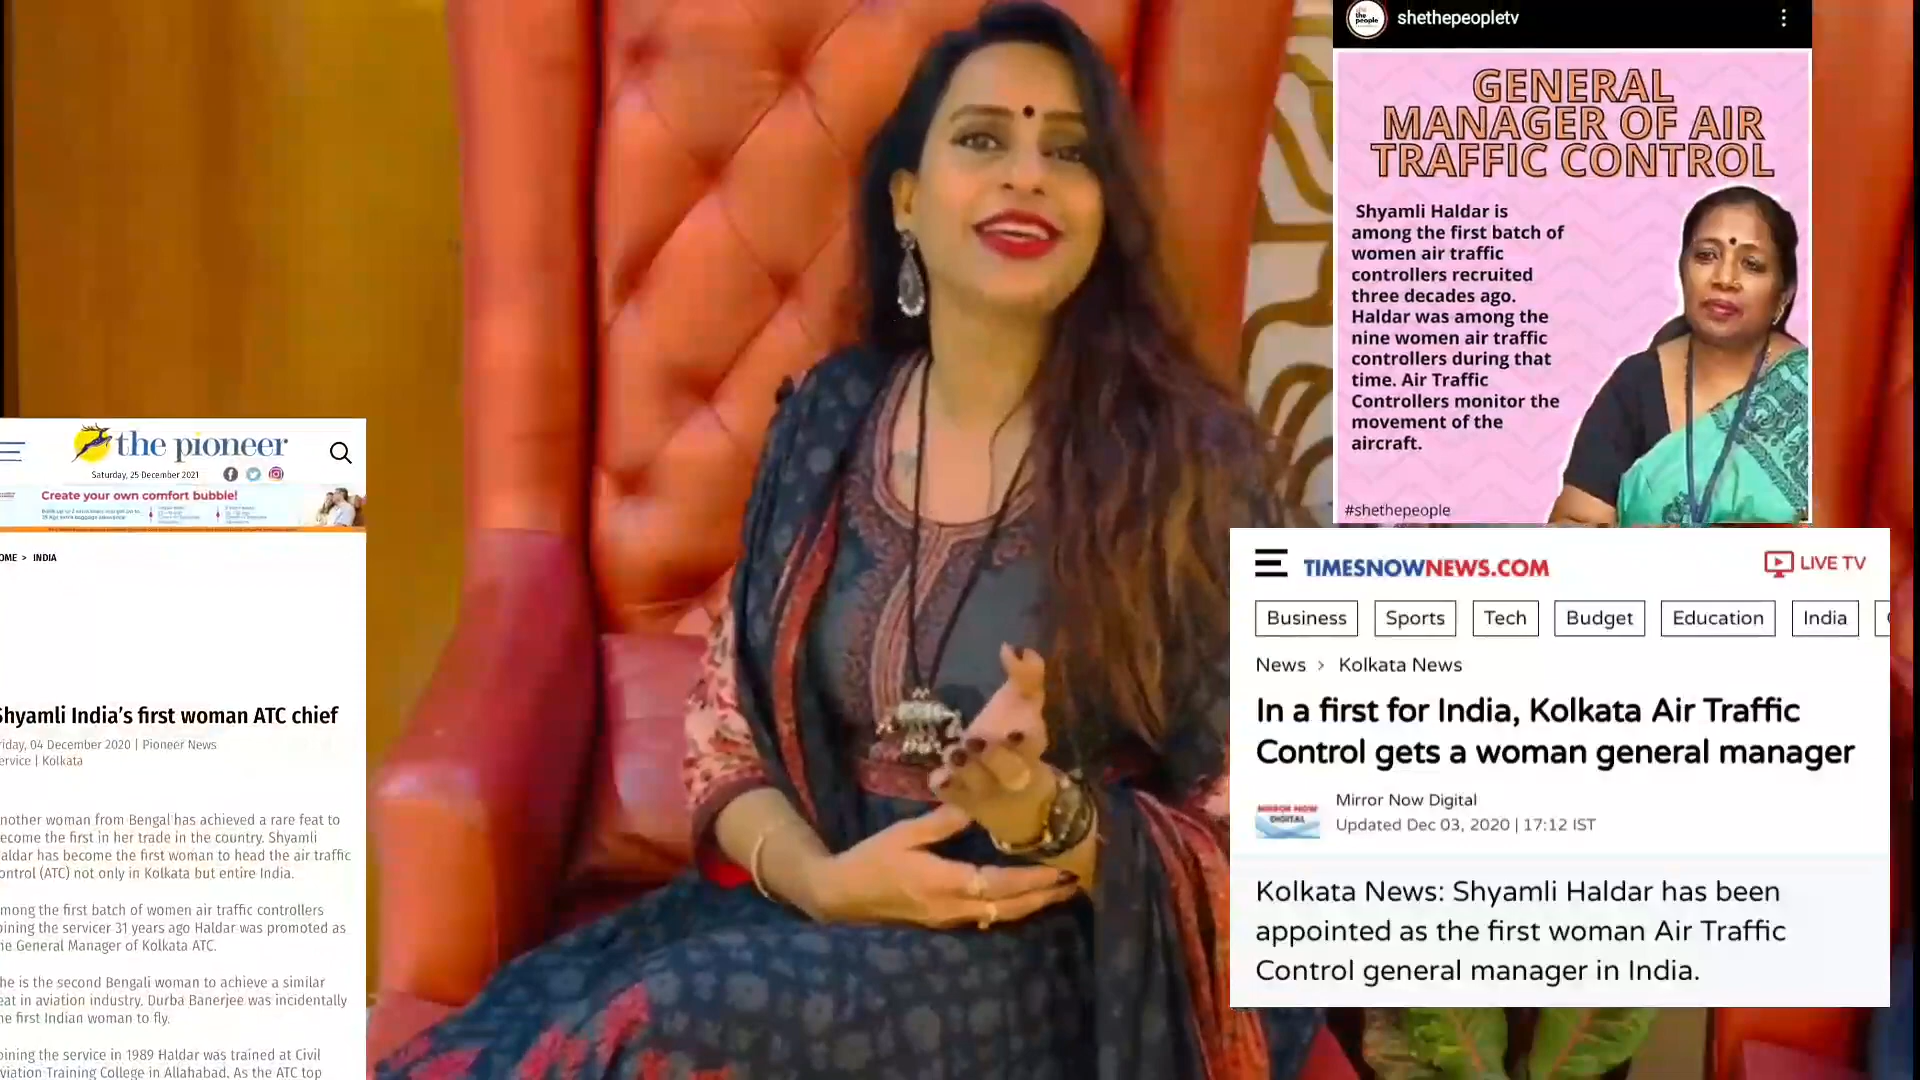 shethepeopletv
the
people
GENERAL
MANAGER OF AIR
TRAFFIC CONTROL
Shyamli Haldar is
among the first batch of
women air traffic
controllers recruited
three decades ago.
Haldar was among the
nine women air traffic
controllers during that
time. Air Traffic
Controllers monitor the
movement of the
aircraft.
#shethepeople
the pioneer
Saturday, 25 December 2021
Create your own comfort bubble!
OME > INDIA
Shyamli India's first woman ATC chief
riday, 04 December 2020 | Pioneer News
ervice | Kolkata
nother woman from Bengal has achieved a rare feat to
ecome the first in her trade in the country. Shyamli
aldar has become the first woman to head the air traffic
ontrol (ATC) not only in Kolkata but entire India.
mong the first batch of women air traffic controllers
oining the servicer 31 years ago Haldar was promoted as
he General Manager of Kolkata ATC.
he is the second Bengali woman to achieve a similar
eat in aviation industry. Durba Banerjee was incidentally
he first Indian woman to fly.
oining the service in 1989 Haldar was trained at Civil
viation Training College in Allahabad. As the ATC top
TIMESNOWNEWS.COM
LIVE TV
Business Sports Tech Budget Education India
News > Kolkata News
In a first for India, Kolkata Air Traffic
Control gets a woman general manager
MIRROR NOW
DIGITAL
Mirror Now Digital
Updated Dec 03, 2020 | 17:12 IST
Kolkata News: Shyamli Haldar has been
appointed as the first woman Air Traffic
Control general manager in India.